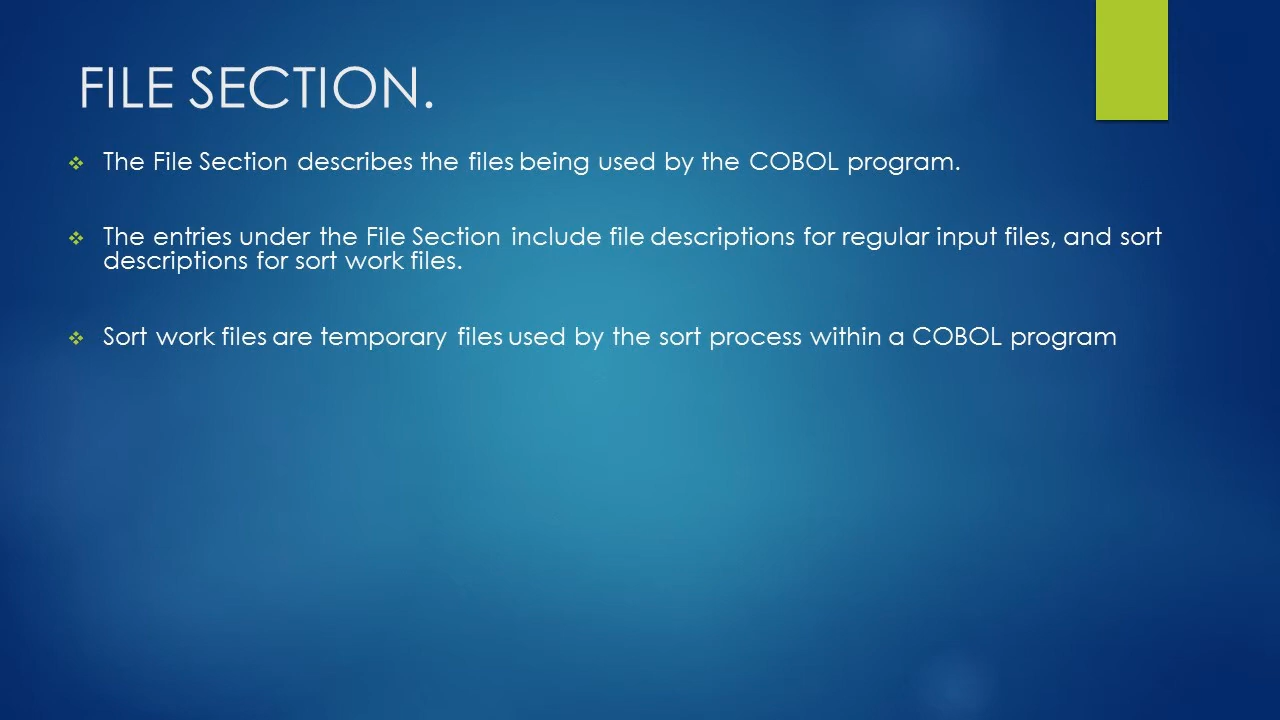 FILE SECTION.
The File Section describes the files being used by the COBOL program.
The entries under the File Section include file descriptions for regular input files, and sort
descriptions for sort work files.
Sort work files are temporary files used by the sort process within a COBOL program